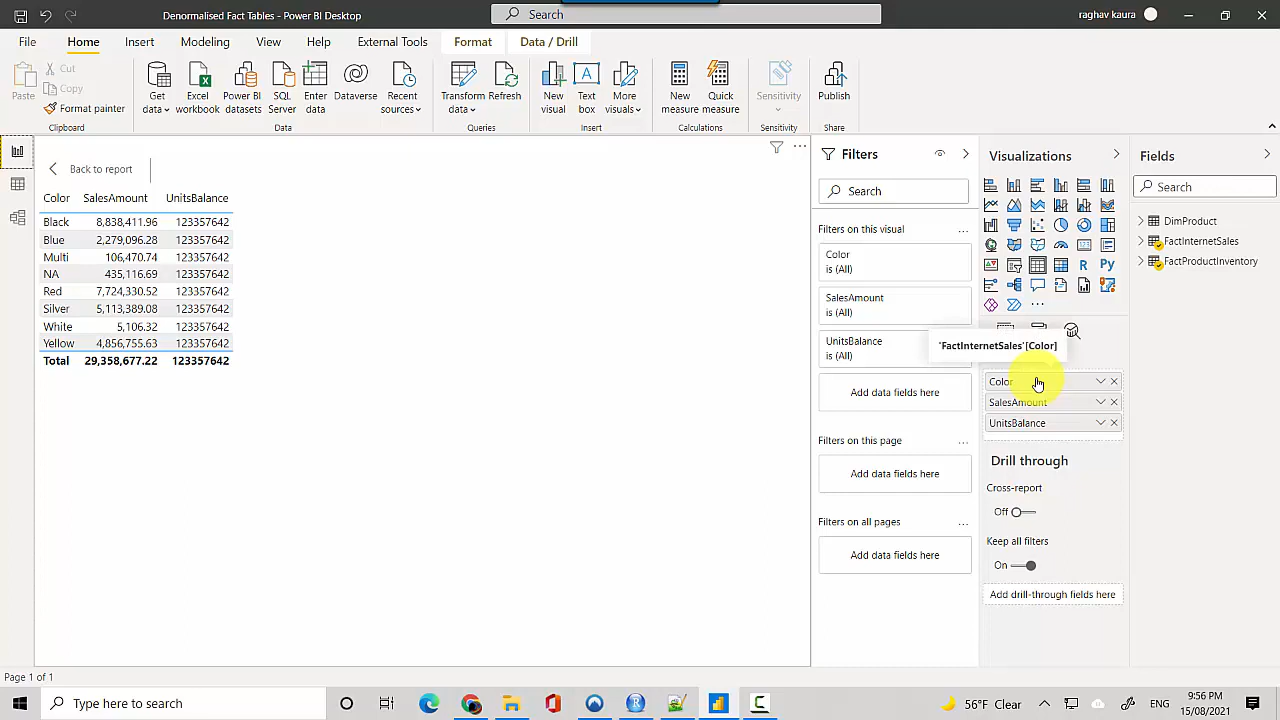 Denormalised Fact Tables - Power BI Desktop
Search
raghav kaura
File Home Insert Modeling View Help External Tools Format Data / Drill
Paste
Cut
Copy
Format painter
Get data
Excel workbook
Power BI datasets
SQL Server
Enter data
Dataverse
Recent sources
Transform data
Refresh
New visual
Text box
More visuals
New measure
Quick measure
Sensitivity
Publish
Clipboard Data Queries Insert Calculations Sensitivity Share
Back to report
Color SalesAmount UnitsBalance
Black 8,838,411.96 123357642
Blue 2,279,096.28 123357642
Multi 106,470.74 123357642
NA 435,116.69 123357642
Red 7,724,330.52 123357642
Silver 5,113,389.08 123357642
White 5,106.32 123357642
Yellow 4,856,755.63 123357642
Total 29,358,677.22 123357642
Filters
Search
Filters on this visual
Color
is (All)
SalesAmount
is (All)
UnitsBalance
is (All)
Add data fields here
Filters on this page
Add data fields here
Filters on all pages
Add data fields here
Visualizations
R Py
'FactInternetSales'[Color]
Color
SalesAmount
UnitsBalance
Drill through
Cross-report
Off
Keep all filters
On
Add drill-through fields here
Fields
Search
DimProduct
FactInternetSales
FactProductInventory
Page 1 of 1
Type here to search
56°F Clear
ENG
9:56 PM
15/08/2021